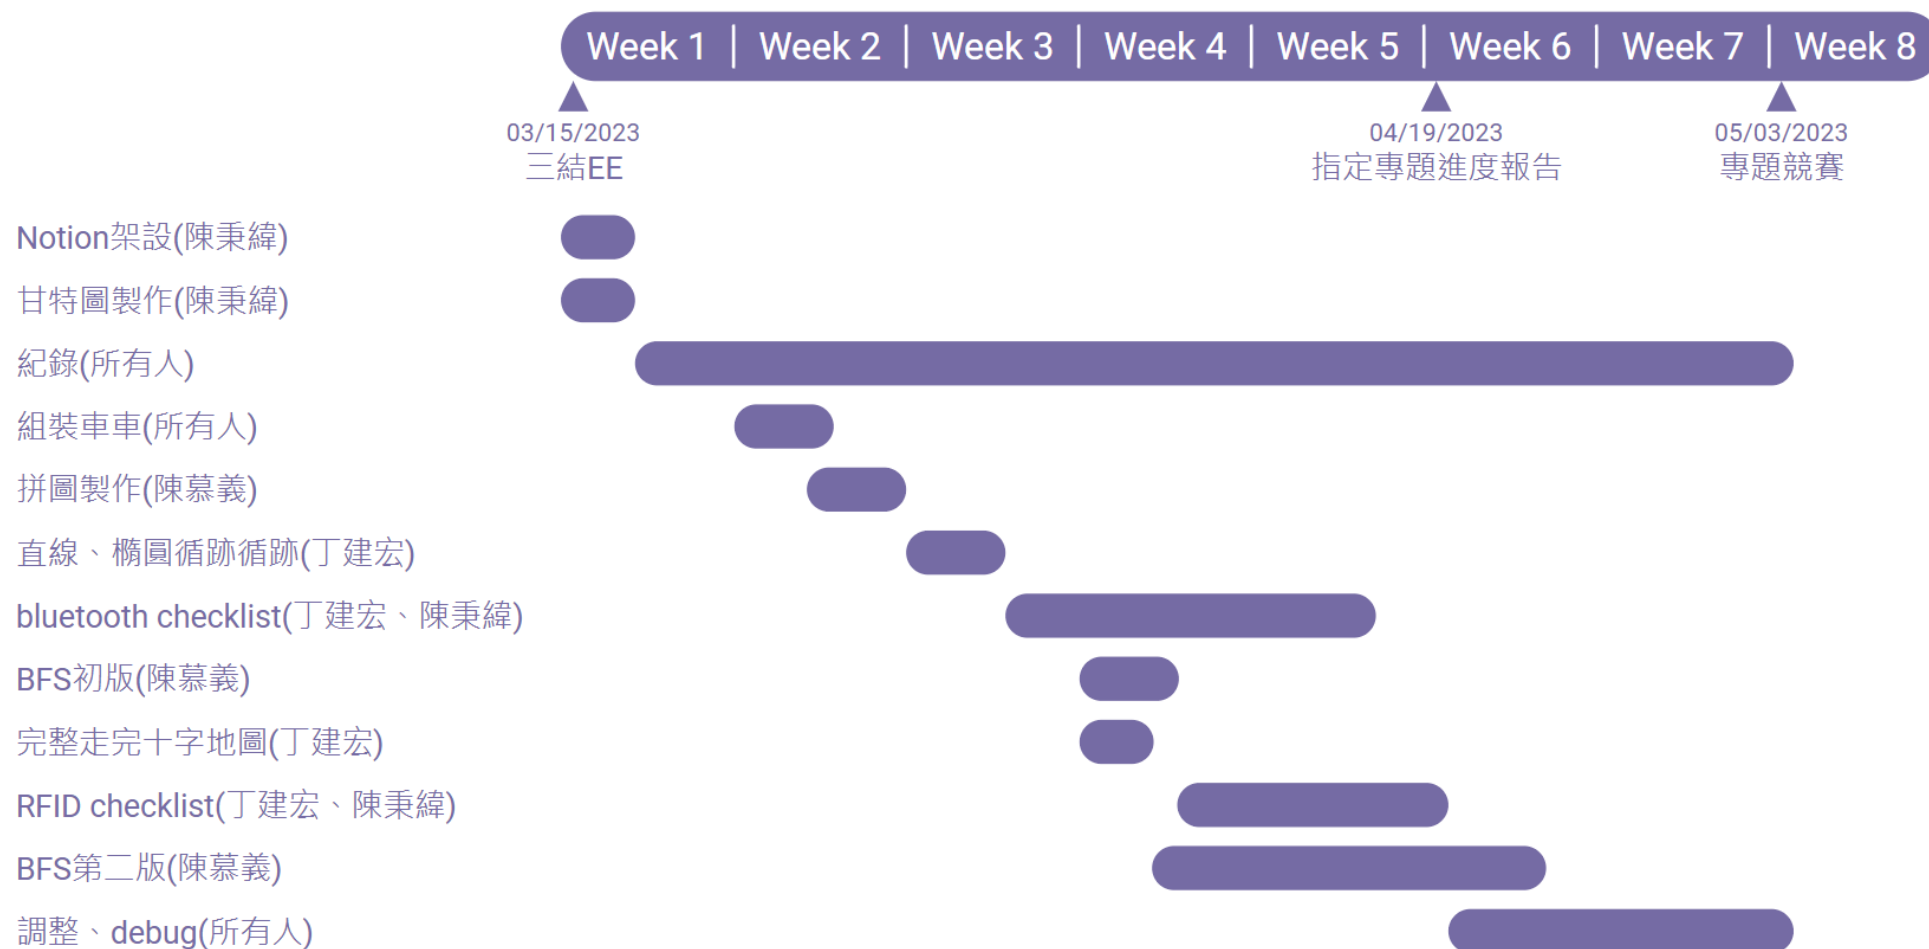 Week 1 | Week 2 | Week 3 | Week 4 | Week 5 | Week 6 | Week 7 | Week 8
03/15/2023
三結EE
04/19/2023
指定專題進度報告
05/03/2023
專題競賽
Notion架設(陳秉緯)
甘特圖製作(陳秉緯)
紀錄(所有人)
組裝車車(所有人)
拼圖製作(陳慕義)
直線、橢圓循跡循跡(丁建宏)
bluetooth checklist(丁建宏、陳秉緯)
BFS初版(陳慕義)
完整走完十字地圖(丁建宏)
RFID checklist(丁建宏、陳秉緯)
BFS第二版(陳慕義)
調整、debug(所有人)